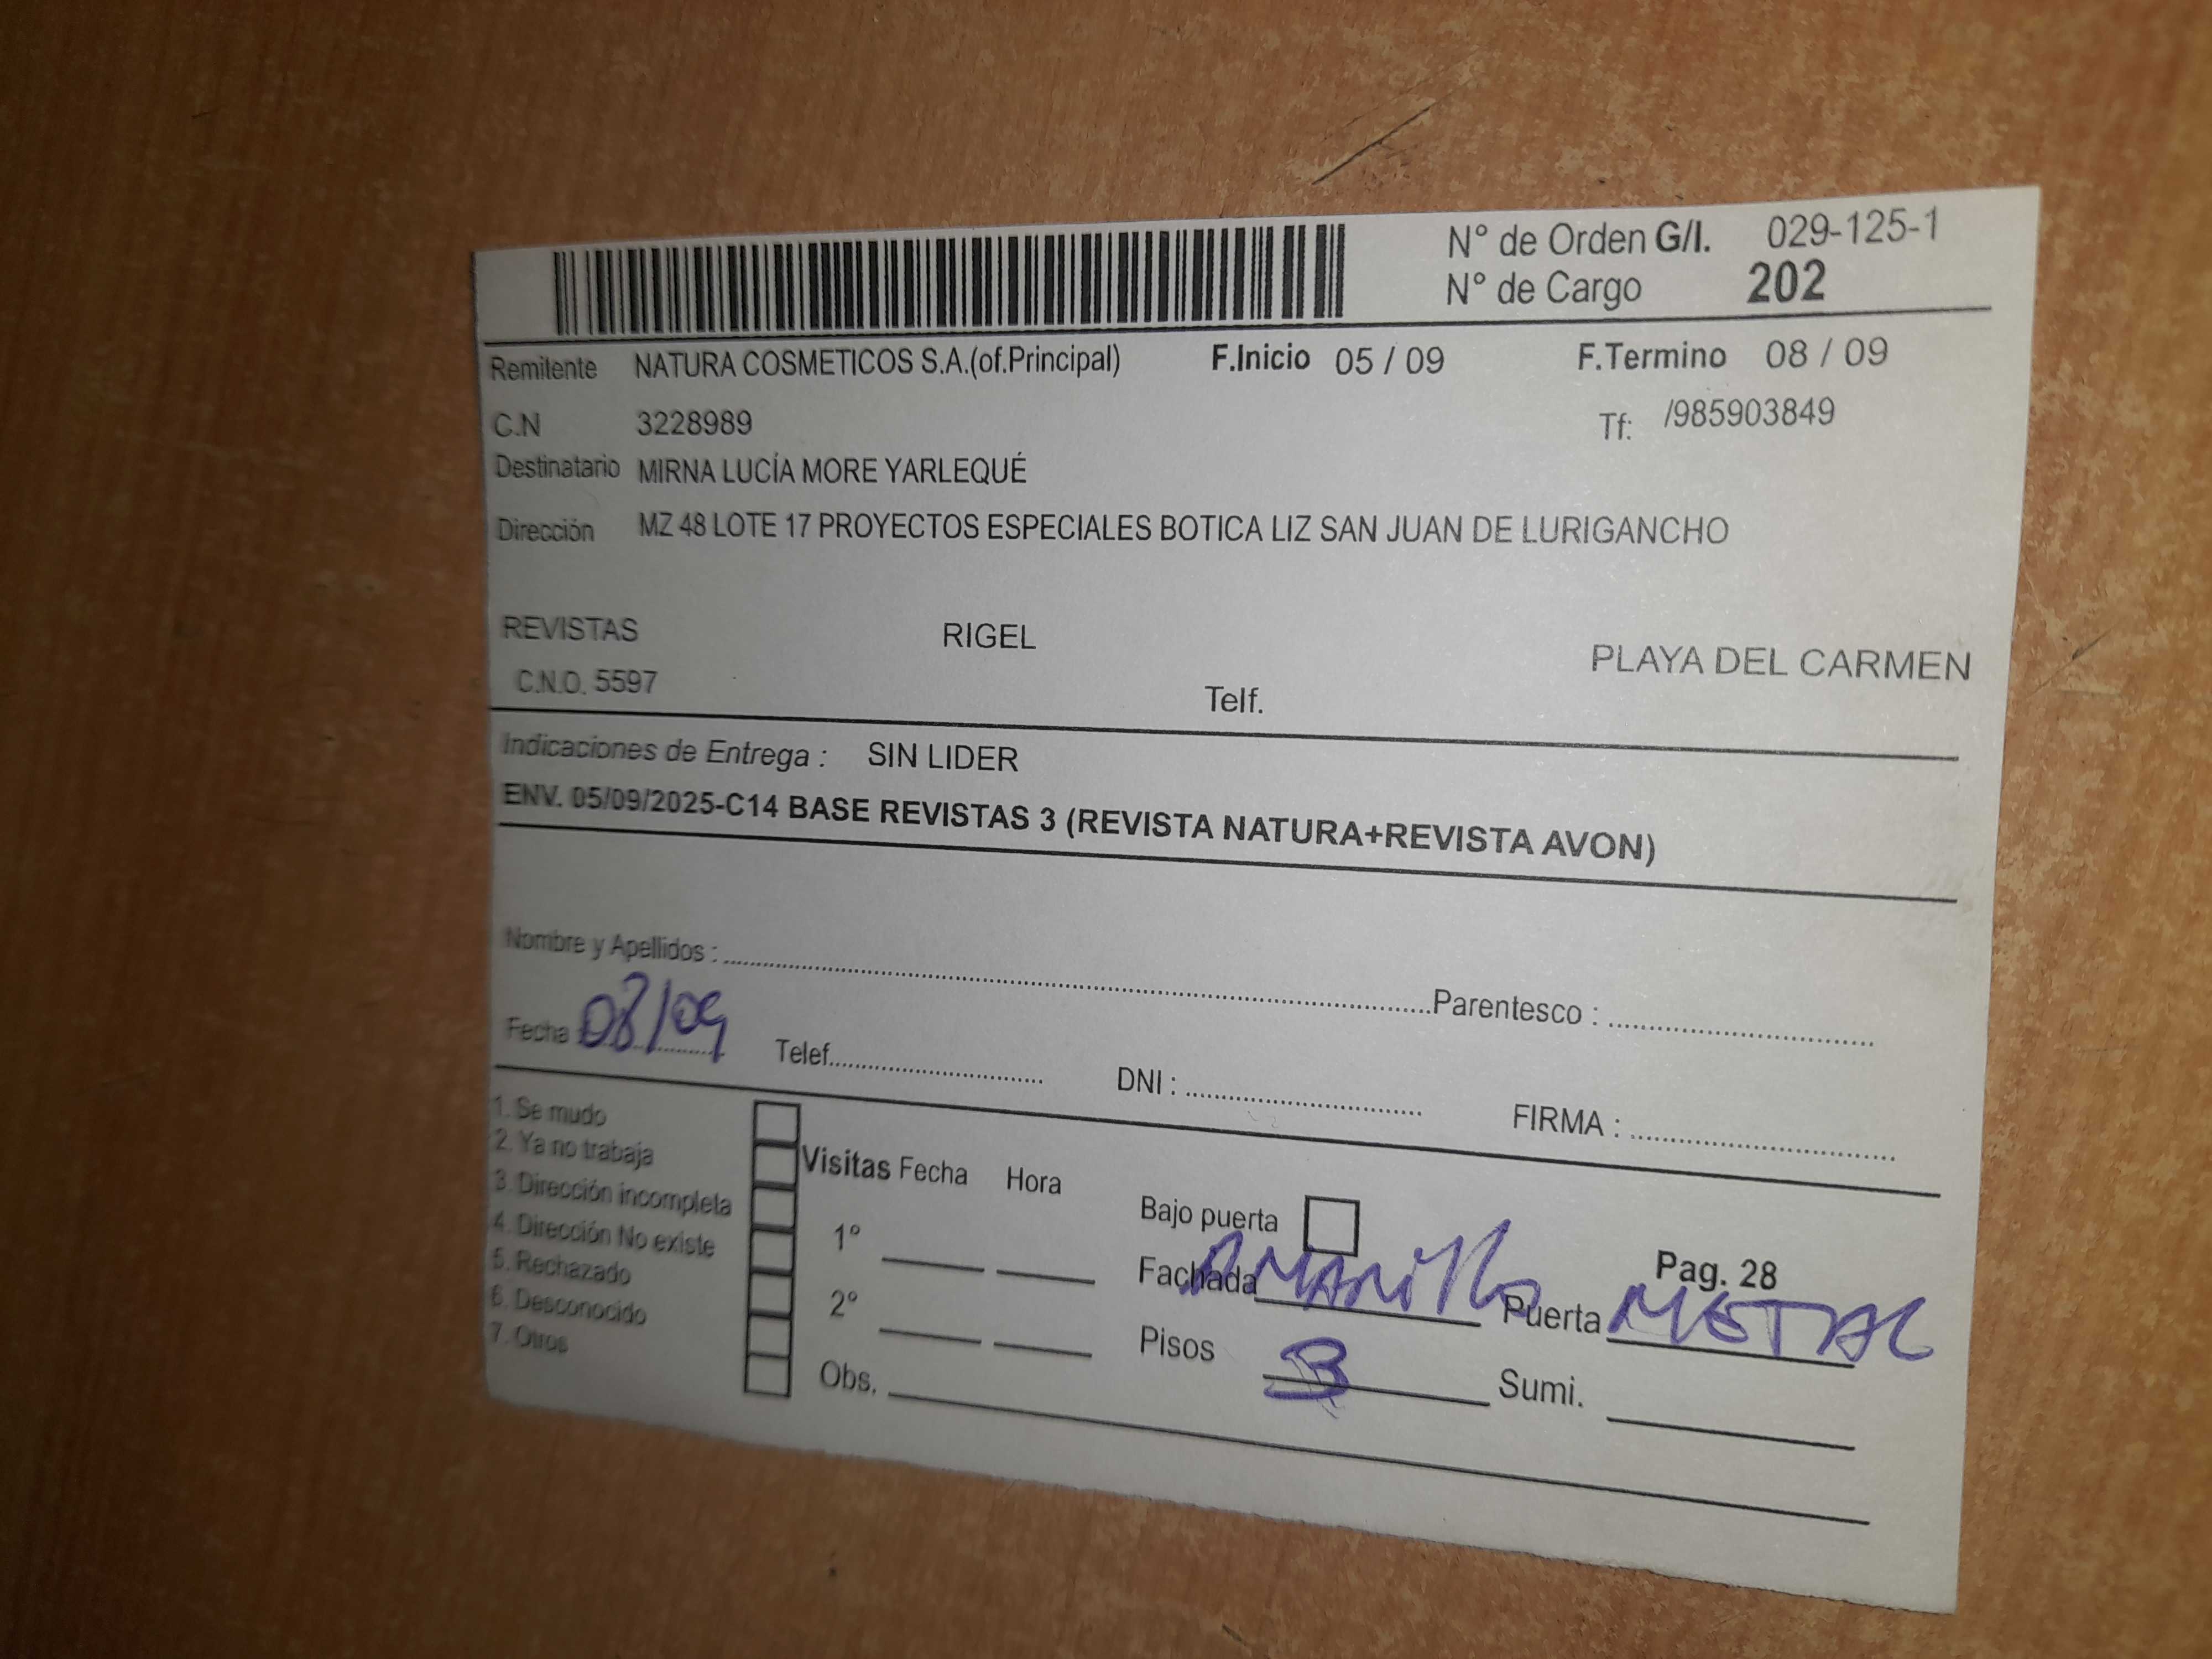 N° de Orden G/I. 029-125-1
N° de Cargo 202
Remitente NATURA COSMETICOS S.A.(of.Principal) F.Inicio 05 / 09 F.Termino 08 / 09
C.N 3228989 Tf: /985903849
Destinatario MIRNA LUCÍA MORE YARLEQUÉ
Dirección MZ 48 LOTE 17 PROYECTOS ESPECIALES BOTICA LIZ SAN JUAN DE LURIGANCHO
REVISTAS RIGEL PLAYA DEL CARMEN
C.N.O. 5597 Telf.
Indicaciones de Entrega : SIN LIDER
ENV. 05/09/2025-C14 BASE REVISTAS 3 (REVISTA NATURA+REVISTA AVON)
Nombre y Apellidos : Parentesco :
Fecha : 08/09 Telef. DNI : FIRMA :
1. Se mudo
2. Ya no trabaja
3. Dirección incompleta
4. Dirección No existe
5. Rechazado
6. Desconocido
7. Otros
Visitas Fecha Hora
1°
2°
Obs.
Bajo puerta Pag. 28
Fachada AMARillo Puerta METAL
Pisos 3 Sumi.